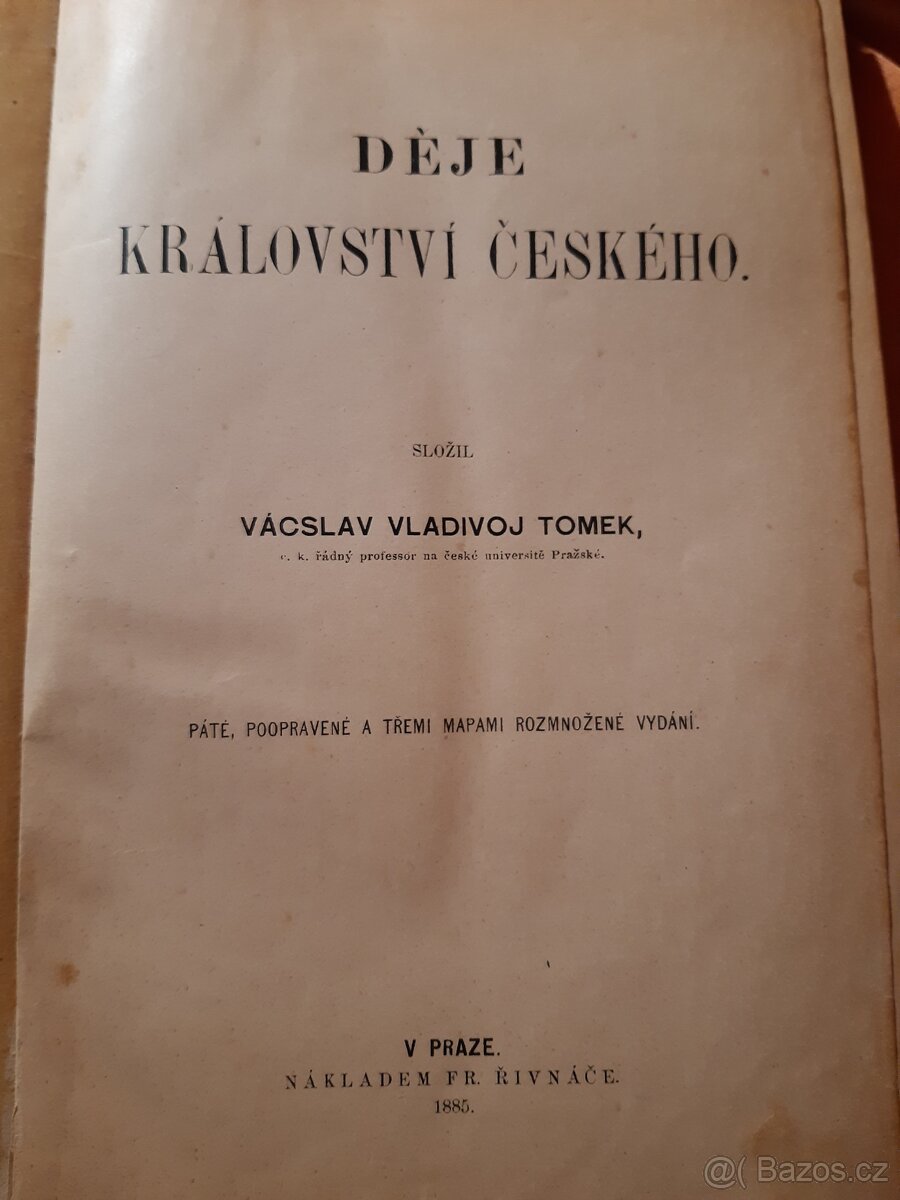 DĚJE
KRÁLOVSTVÍ ČESKÉHO.
SLOŽIL
VÁCSLAV VLADIVOJ TOMEK,
c. k. řádný professor na české universitě Pražské.
PÁTÉ, POOPRAVENÉ A TŘEMI MAPAMI ROZMNOŽENÉ VYDÁNÍ.
V PRAZE.
NÁKLADEM FR. ŘIVNÁČE.
1885.
@( Bazos.cz